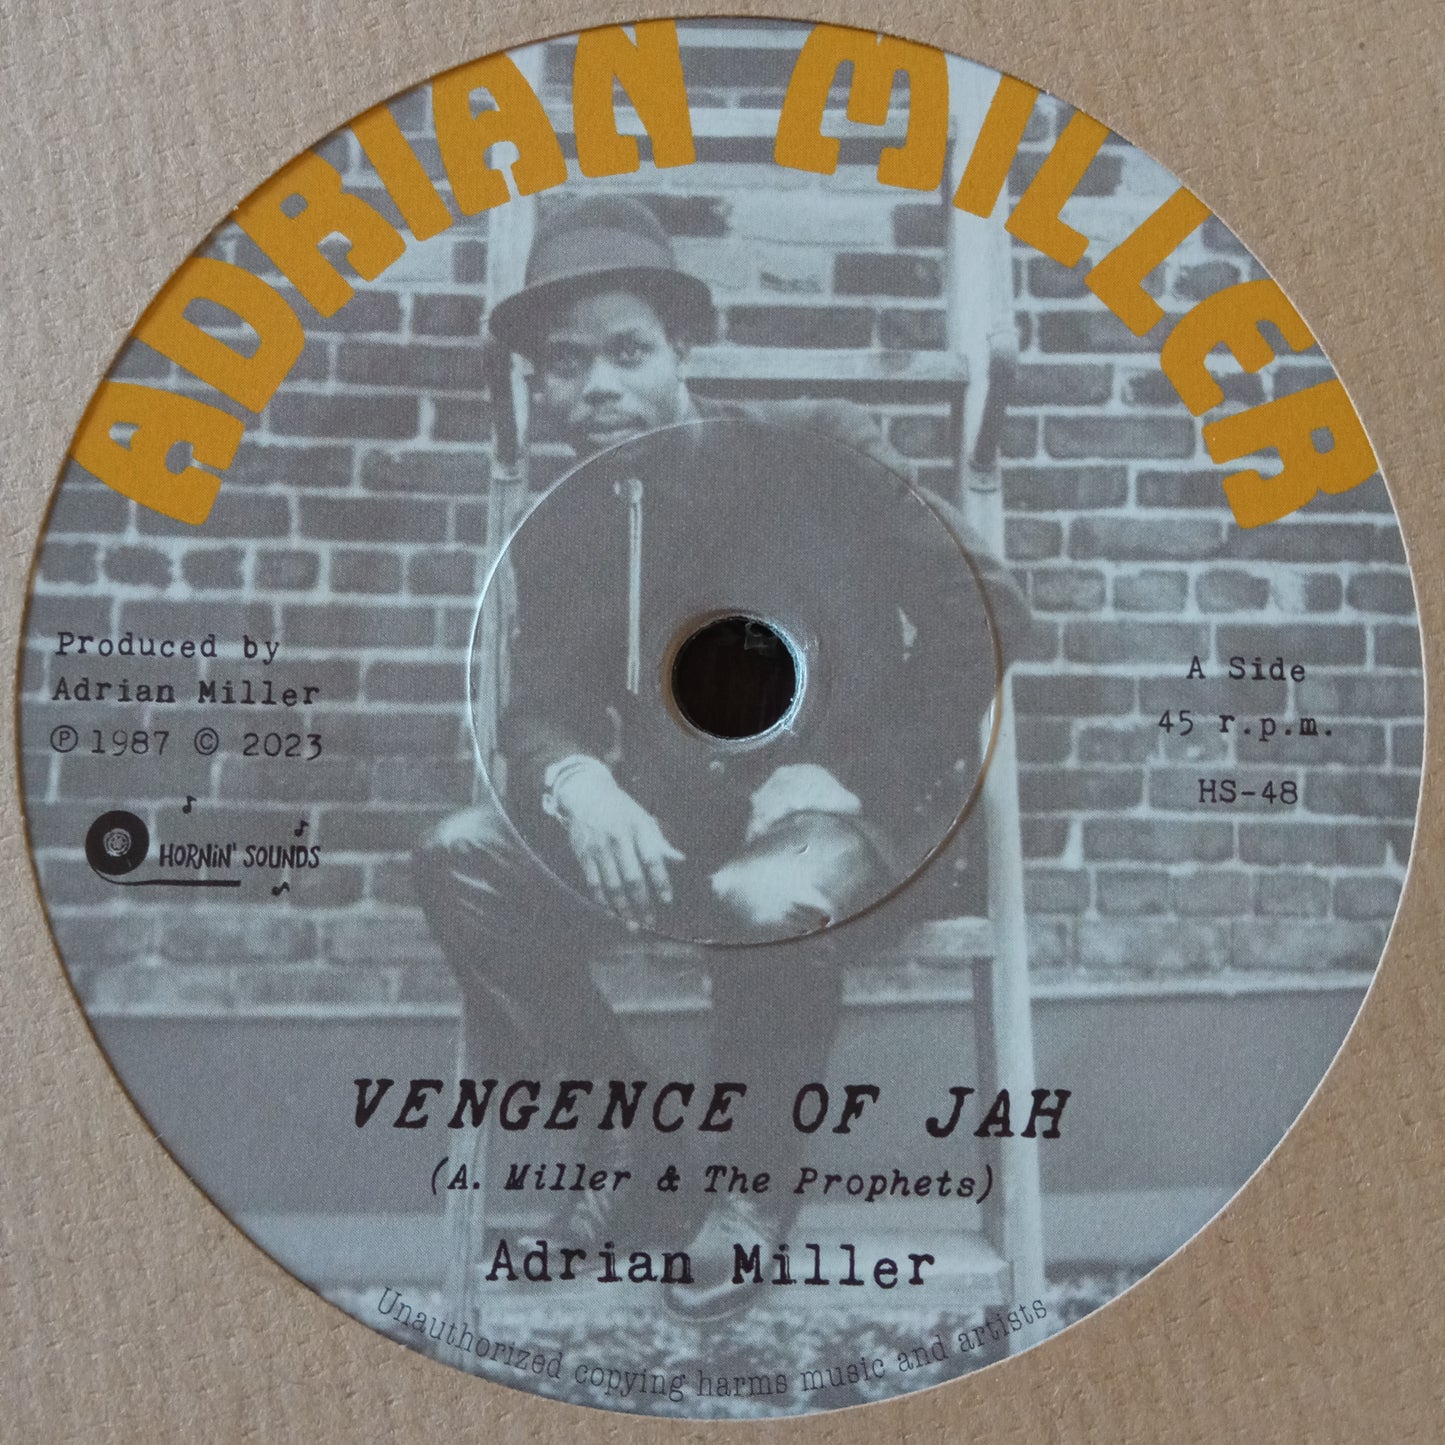 ADRIAN MILLER
Produced by
Adrian Miller
℗ 1987 © 2023
HORNiN' SOUNDS
A Side
45 r.p.m.
HS-48
VENGENCE OF JAH
(A. Miller & The Prophets)
Adrian Miller
Unauthorized copying harms music and artists